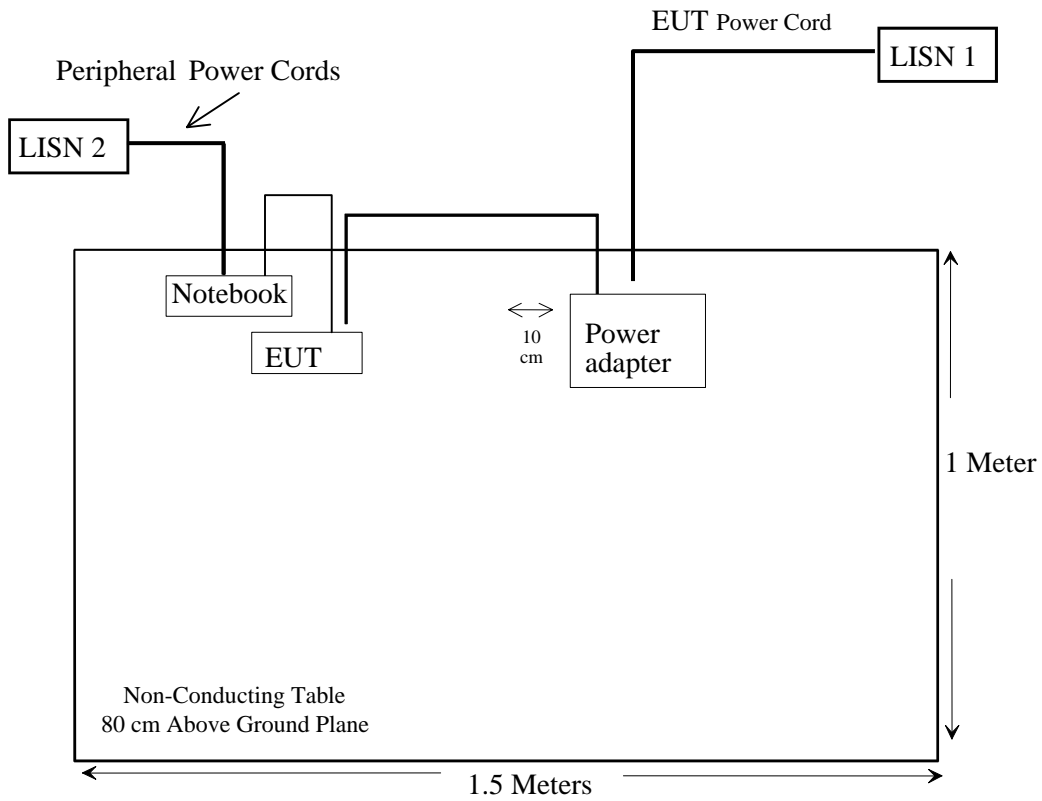 EUT Power Cord
LISN 1
Peripheral Power Cords
LISN 2
Notebook
EUT
10
cm
Power
adapter
1 Meter
Non-Conducting Table
80 cm Above Ground Plane
1.5 Meters